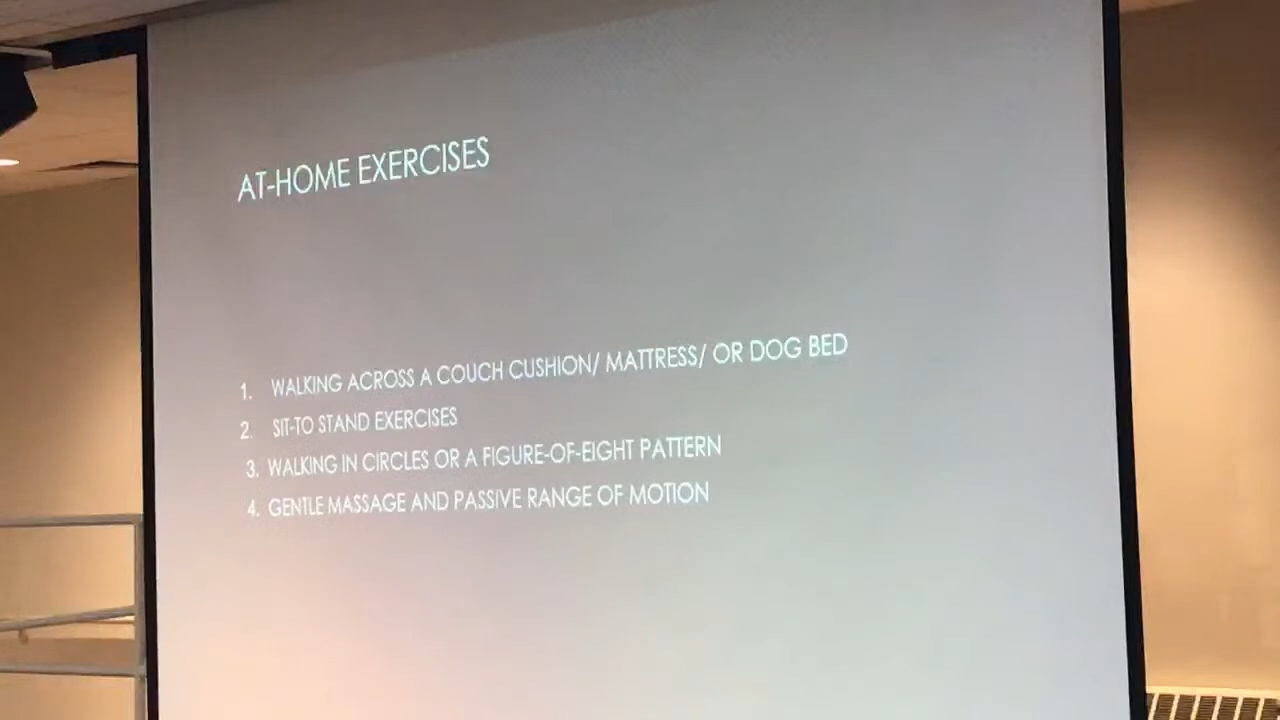 AT-HOME EXERCISES
1. WALKING ACROSS A COUCH CUSHION/ MATTRESS/ OR DOG BED
2. SIT-TO STAND EXERCISES
3. WALKING IN CIRCLES OR A FIGURE-OF-EIGHT PATTERN
4. GENTLE MASSAGE AND PASSIVE RANGE OF MOTION